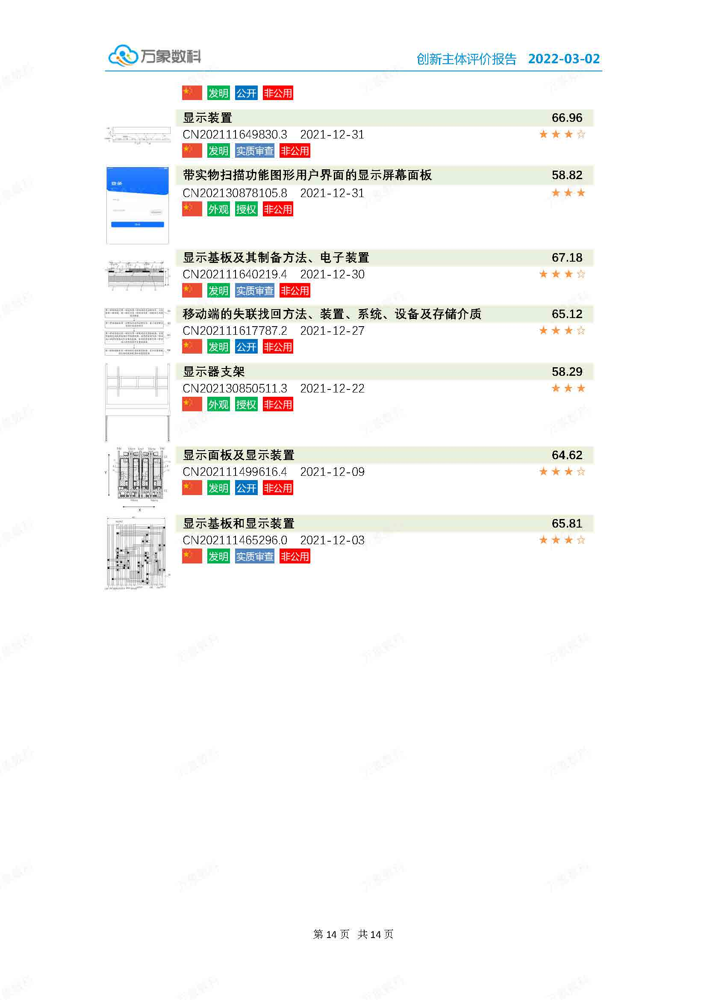 万象数科
创新主体评价报告 2022-03-02
发明 公开 非公用
显示装置 66.96
CN202111649830.3 2021-12-31 ★★★☆
发明 实质审查 非公用
登录
带实物扫描功能图形用户界面的显示屏幕面板 58.82
CN202130878105.8 2021-12-31 ★★★
外观 授权 非公用
显示基板及其制备方法、电子装置 67.18
CN202111640219.4 2021-12-30 ★★★☆
发明 实质审查 非公用
移动端的失联找回方法、装置、系统、设备及存储介质 65.12
CN202111617787.2 2021-12-27 ★★★☆
发明 公开 非公用
显示器支架 58.29
CN202130850511.3 2021-12-22 ★★★
外观 授权 非公用
显示面板及显示装置 64.62
CN202111499616.4 2021-12-09 ★★★☆
发明 公开 非公用
Y
X
显示基板和显示装置 65.81
CN202111465296.0 2021-12-03 ★★★☆
发明 实质审查 非公用
第 14 页 共 14 页